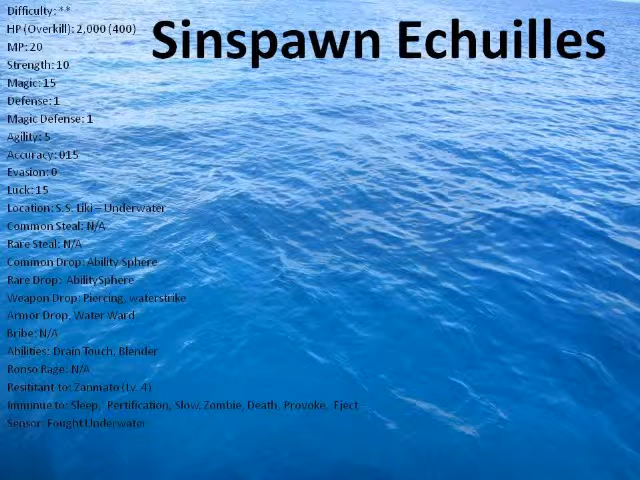 Sinspawn Echuilles
Difficulty: **
HP (Overkill): 2,000 (400)
MP: 20
Strength: 10
Magic: 15
Defense: 1
Magic Defense: 1
Agility: 5
Accuracy: 015
Evasion: 0
Luck: 15
Location: S.S. Liki – Underwater
Common Steal: N/A
Rare Steal: N/A
Common Drop: Ability Sphere
Rare Drop: Ability Sphere
Weapon Drop: Piercing, waterstrike
Armor Drop, Water Ward
Bribe: N/A
Abilities: Drain Touch, Blender
Ronso Rage: N/A
Resititant to: Zanmato (Lv. 4)
Imminue to: Sleep, Pertification, Slow, Zombie, Death, Provoke, Eject
Sensor: Fought Underwater